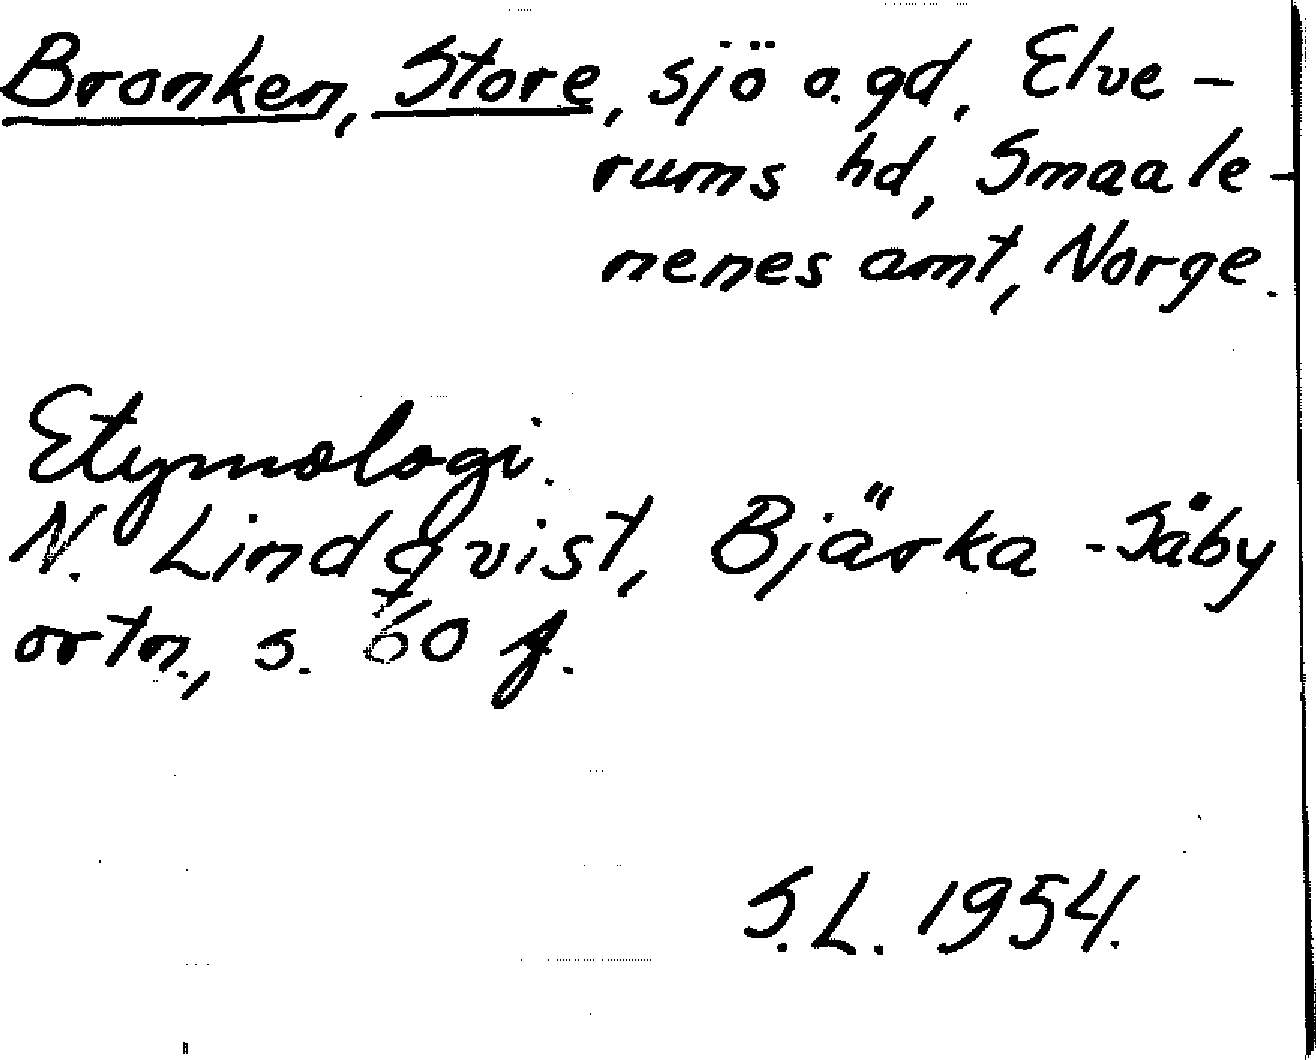 Bronken, Store, sjö o. gd, Elve-
rums hd, Smaale-
nenes amt, Norge.
Etymologi.
N. Lindqvist, Bjärka-Säby
ortn., s. 60 f.
S.L. 1954.